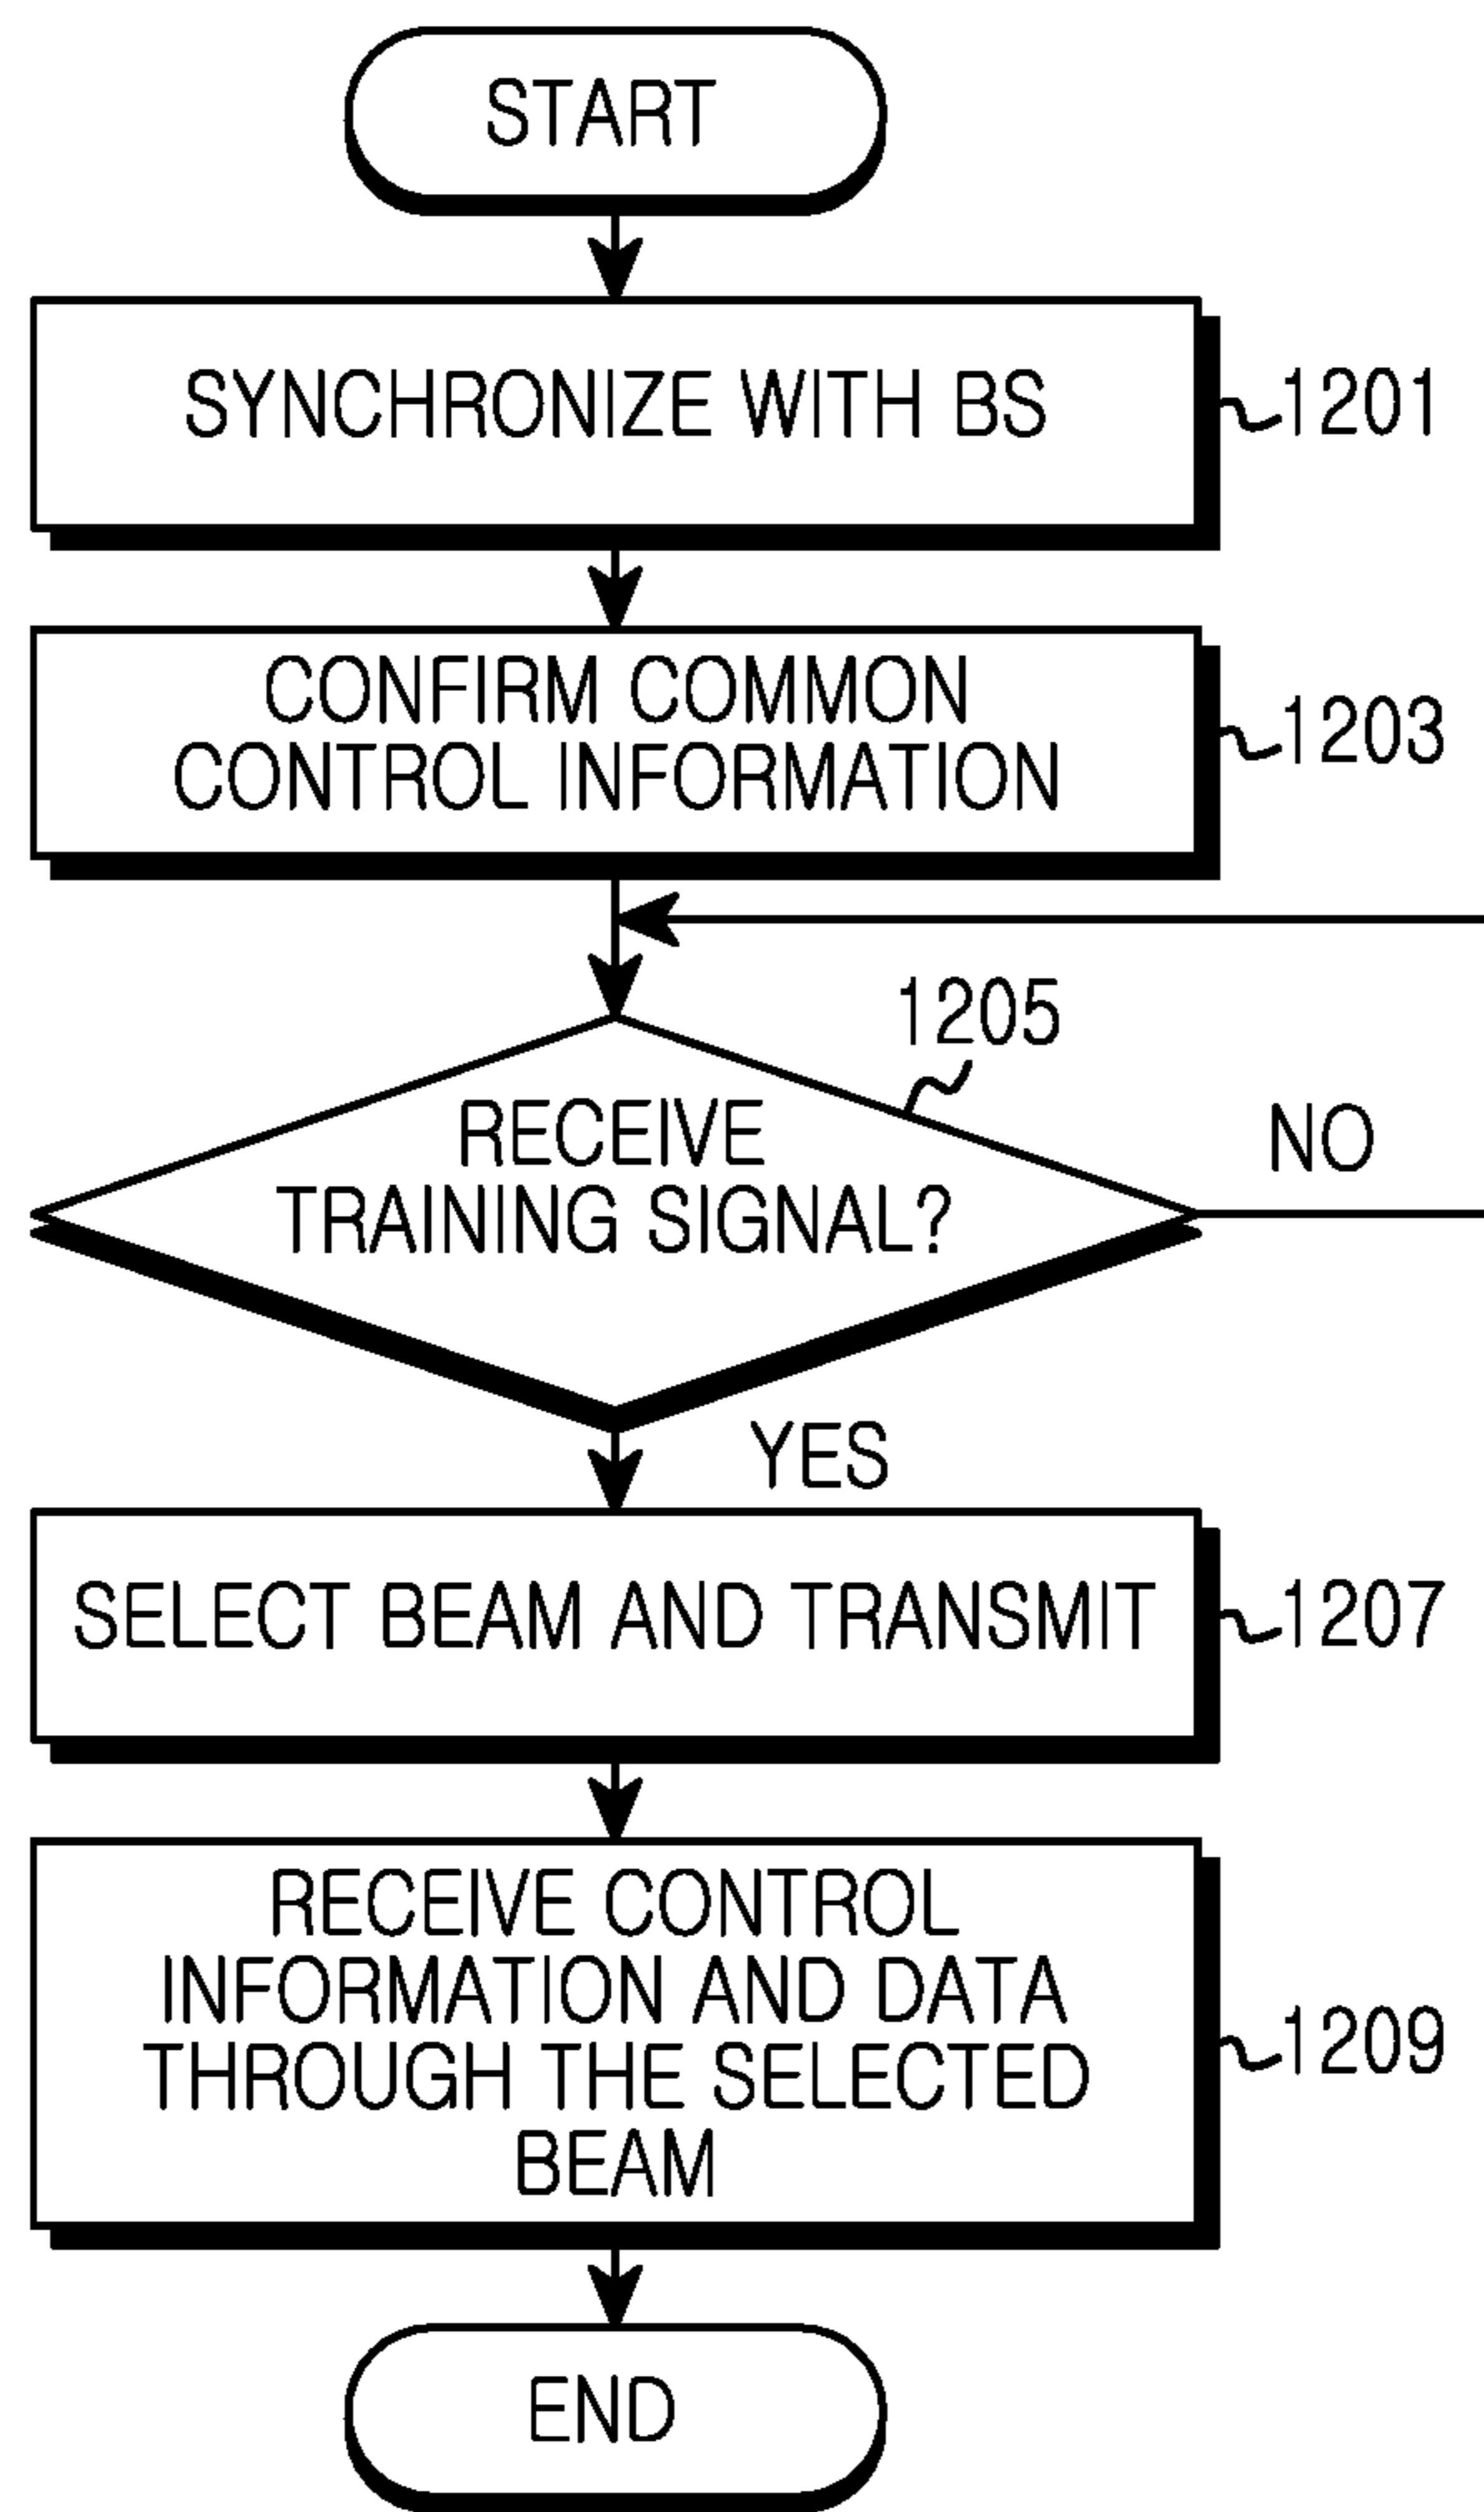 START
SYNCHRONIZE WITH BS
1201
CONFIRM COMMON
CONTROL INFORMATION
1203
1205
RECEIVE
TRAINING SIGNAL?
NO
YES
SELECT BEAM AND TRANSMIT
1207
RECEIVE CONTROL
INFORMATION AND DATA
THROUGH THE SELECTED
BEAM
1209
END